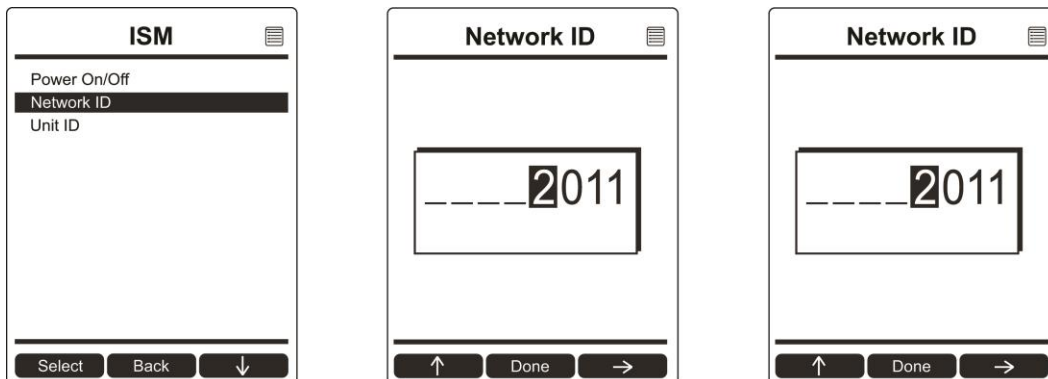 ISM
Power On/Off
Network ID
Unit ID
Select Back ↓
Network ID
____2011
↑ Done →
Network ID
____2011
↑ Done →